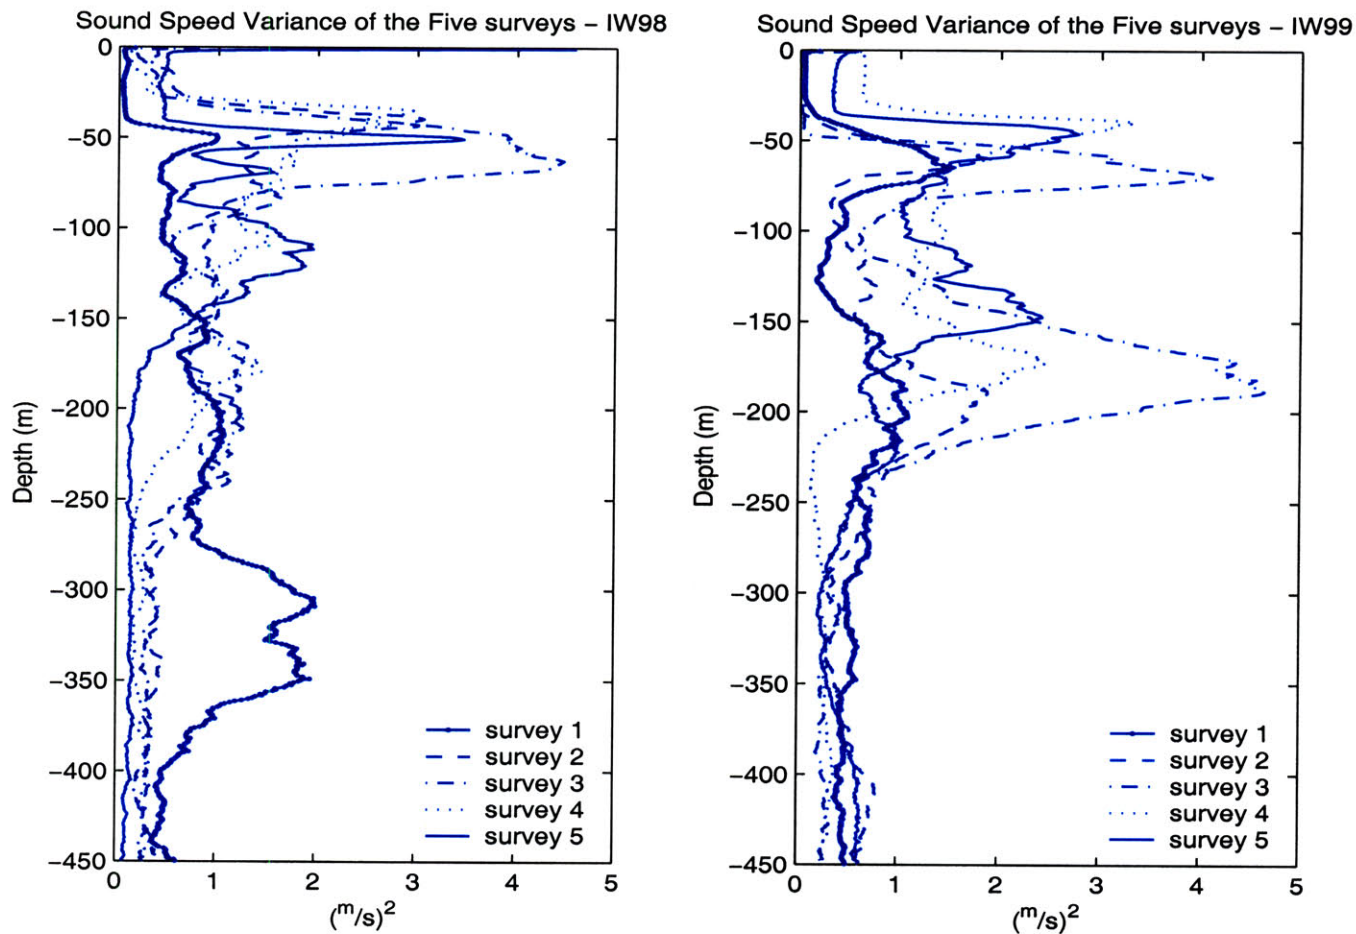 Sound Speed Variance of the Five surveys – IW98
0
−50
−100
−150
−200
−250
−300
−350
−400
−450
Depth (m)
0 1 2 3 4 5
(m/s)2
survey 1
survey 2
survey 3
survey 4
survey 5
Sound Speed Variance of the Five surveys – IW99
0
−50
−100
−150
−200
−250
−300
−350
−400
−450
Depth (m)
0 1 2 3 4 5
(m/s)2
survey 1
survey 2
survey 3
survey 4
survey 5